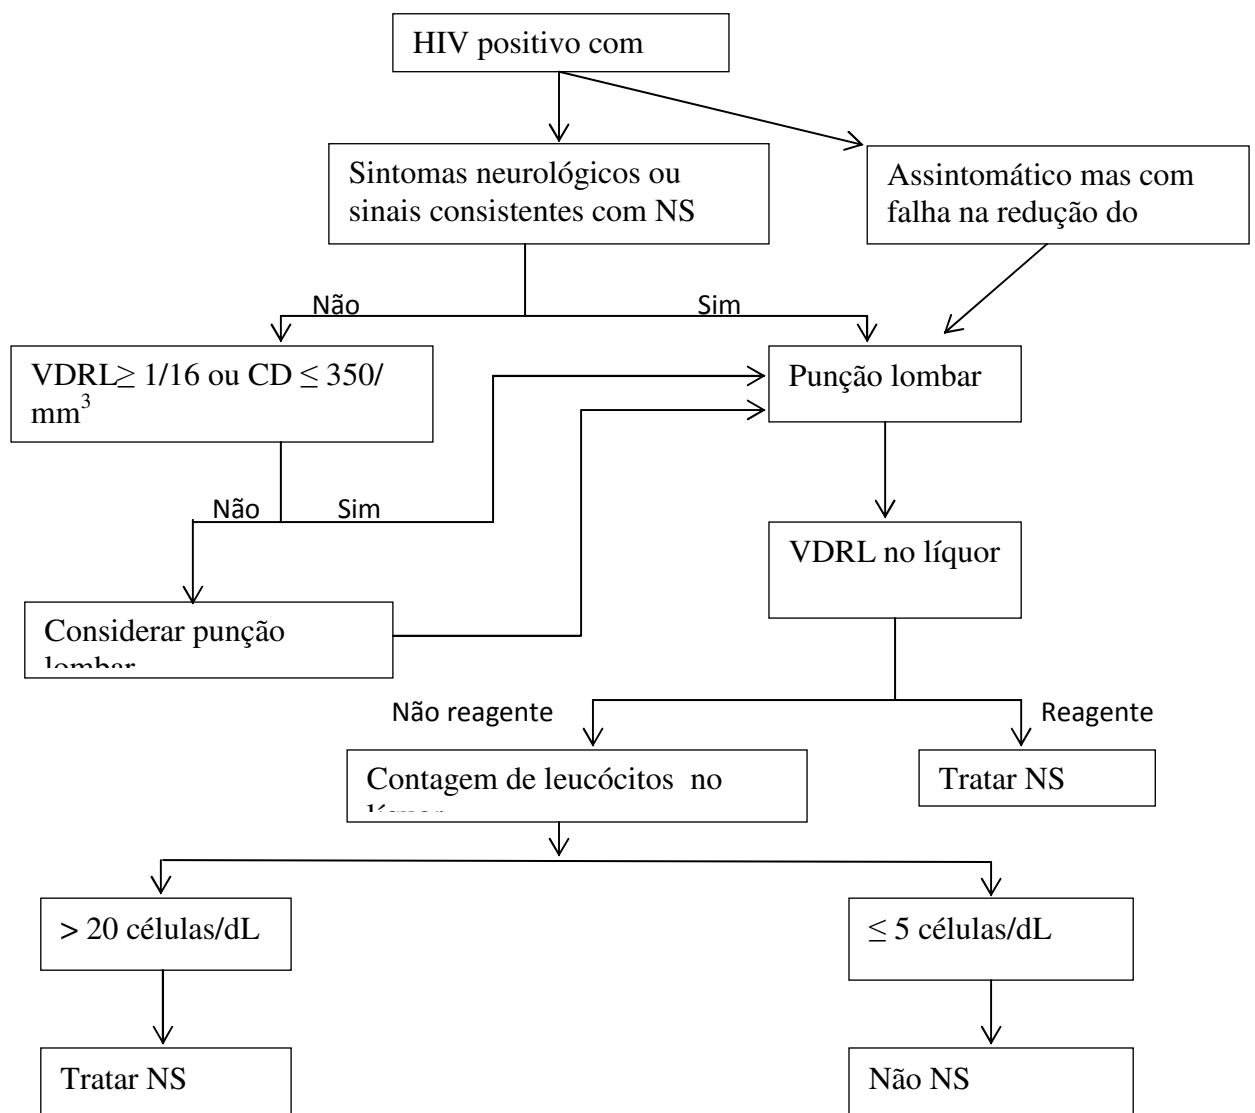 HIV positivo com
Sintomas neurológicos ou
sinais consistentes com NS
Assintomático mas com
falha na redução do
Não
Sim
VDRL≥ 1/16 ou CD ≤ 350/
mm³
Punção lombar
Não
Sim
VDRL no líquor
Considerar punção
lombar
Não reagente
Reagente
Contagem de leucócitos no
Tratar NS
> 20 células/dL
≤ 5 células/dL
Tratar NS
Não NS